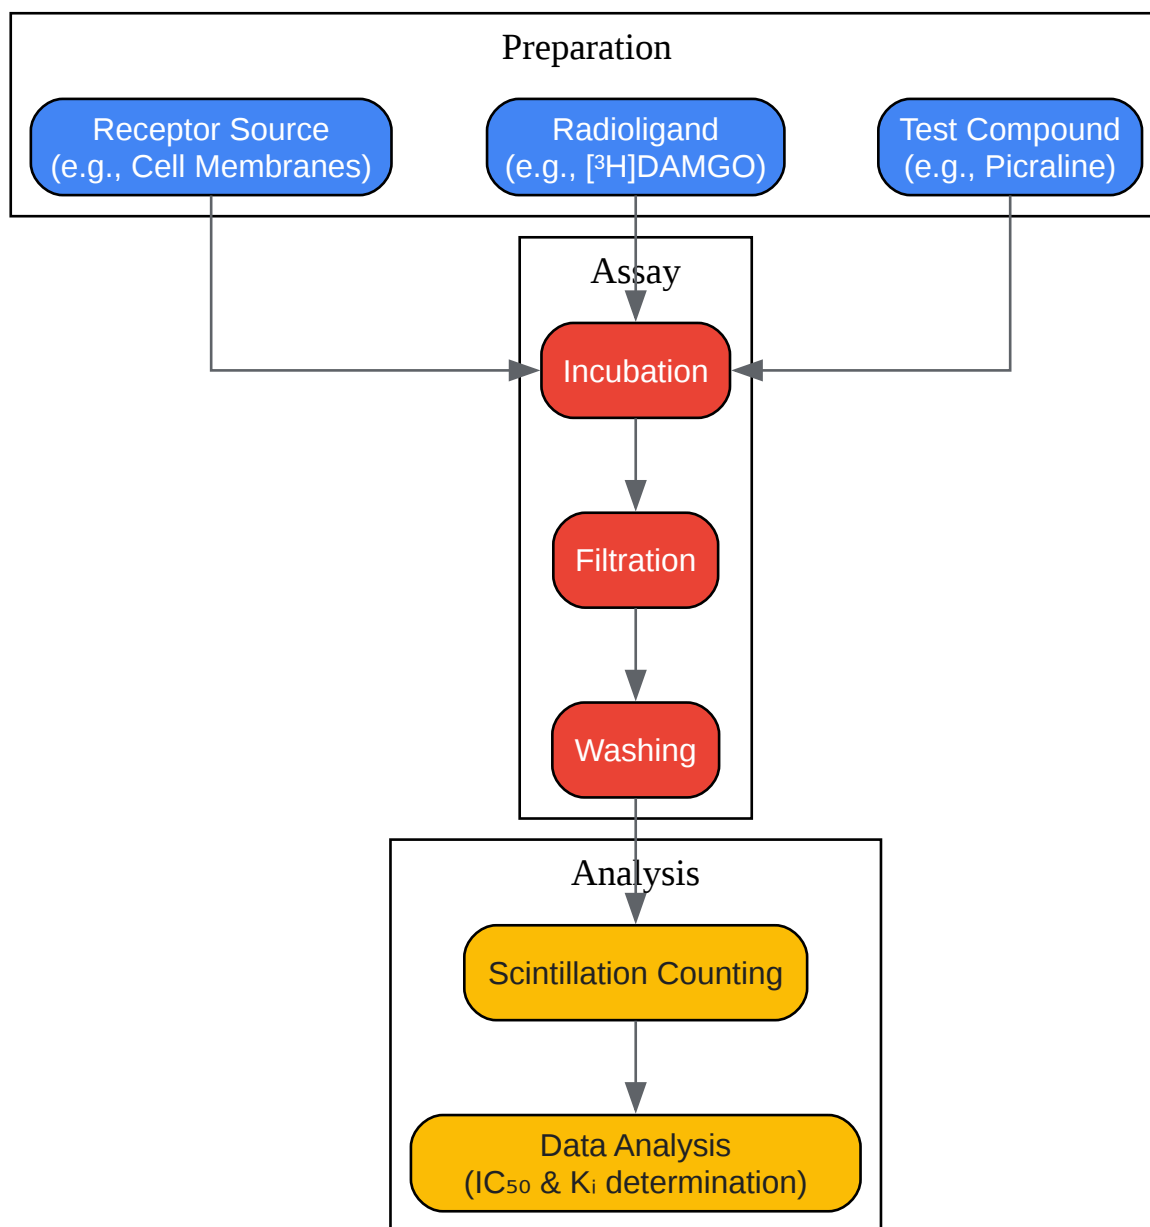 Preparation
Receptor Source
(e.g., Cell Membranes)
Radioligand
(e.g., [³H]DAMGO)
Test Compound
(e.g., Picraline)
Assay
Incubation
Filtration
Washing
Analysis
Scintillation Counting
Data Analysis
(IC₅₀ & Kᵢ determination)